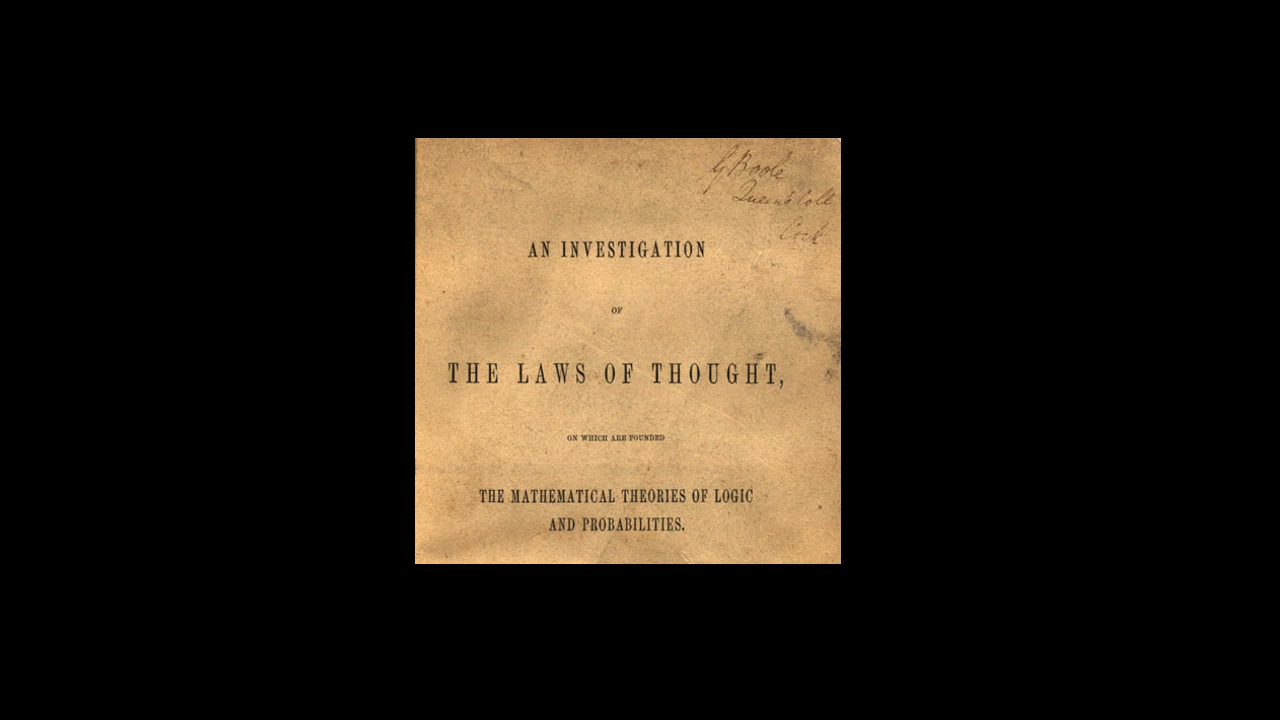 G Boole
Queen's Coll
Cork
AN INVESTIGATION
OF
THE LAWS OF THOUGHT,
ON WHICH ARE FOUNDED
THE MATHEMATICAL THEORIES OF LOGIC
AND PROBABILITIES.